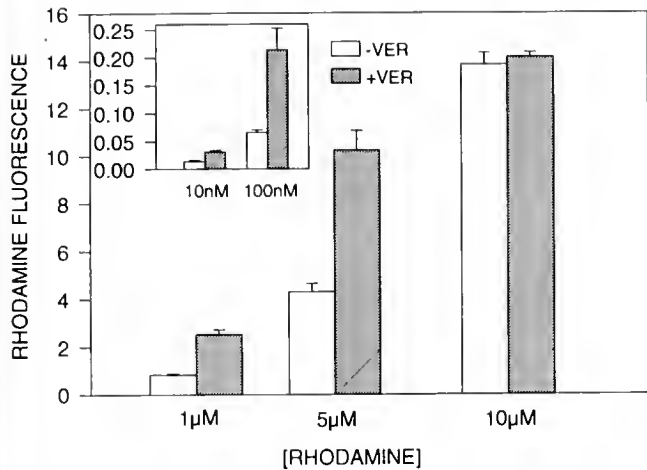 16
14
12
10
8
6
4
2
0
RHODAMINE FLUORESCENCE
0.25
0.20
0.15
0.10
0.05
0.00
10nM 100nM
-VER
+VER
1µM 5µM 10µM
[RHODAMINE]